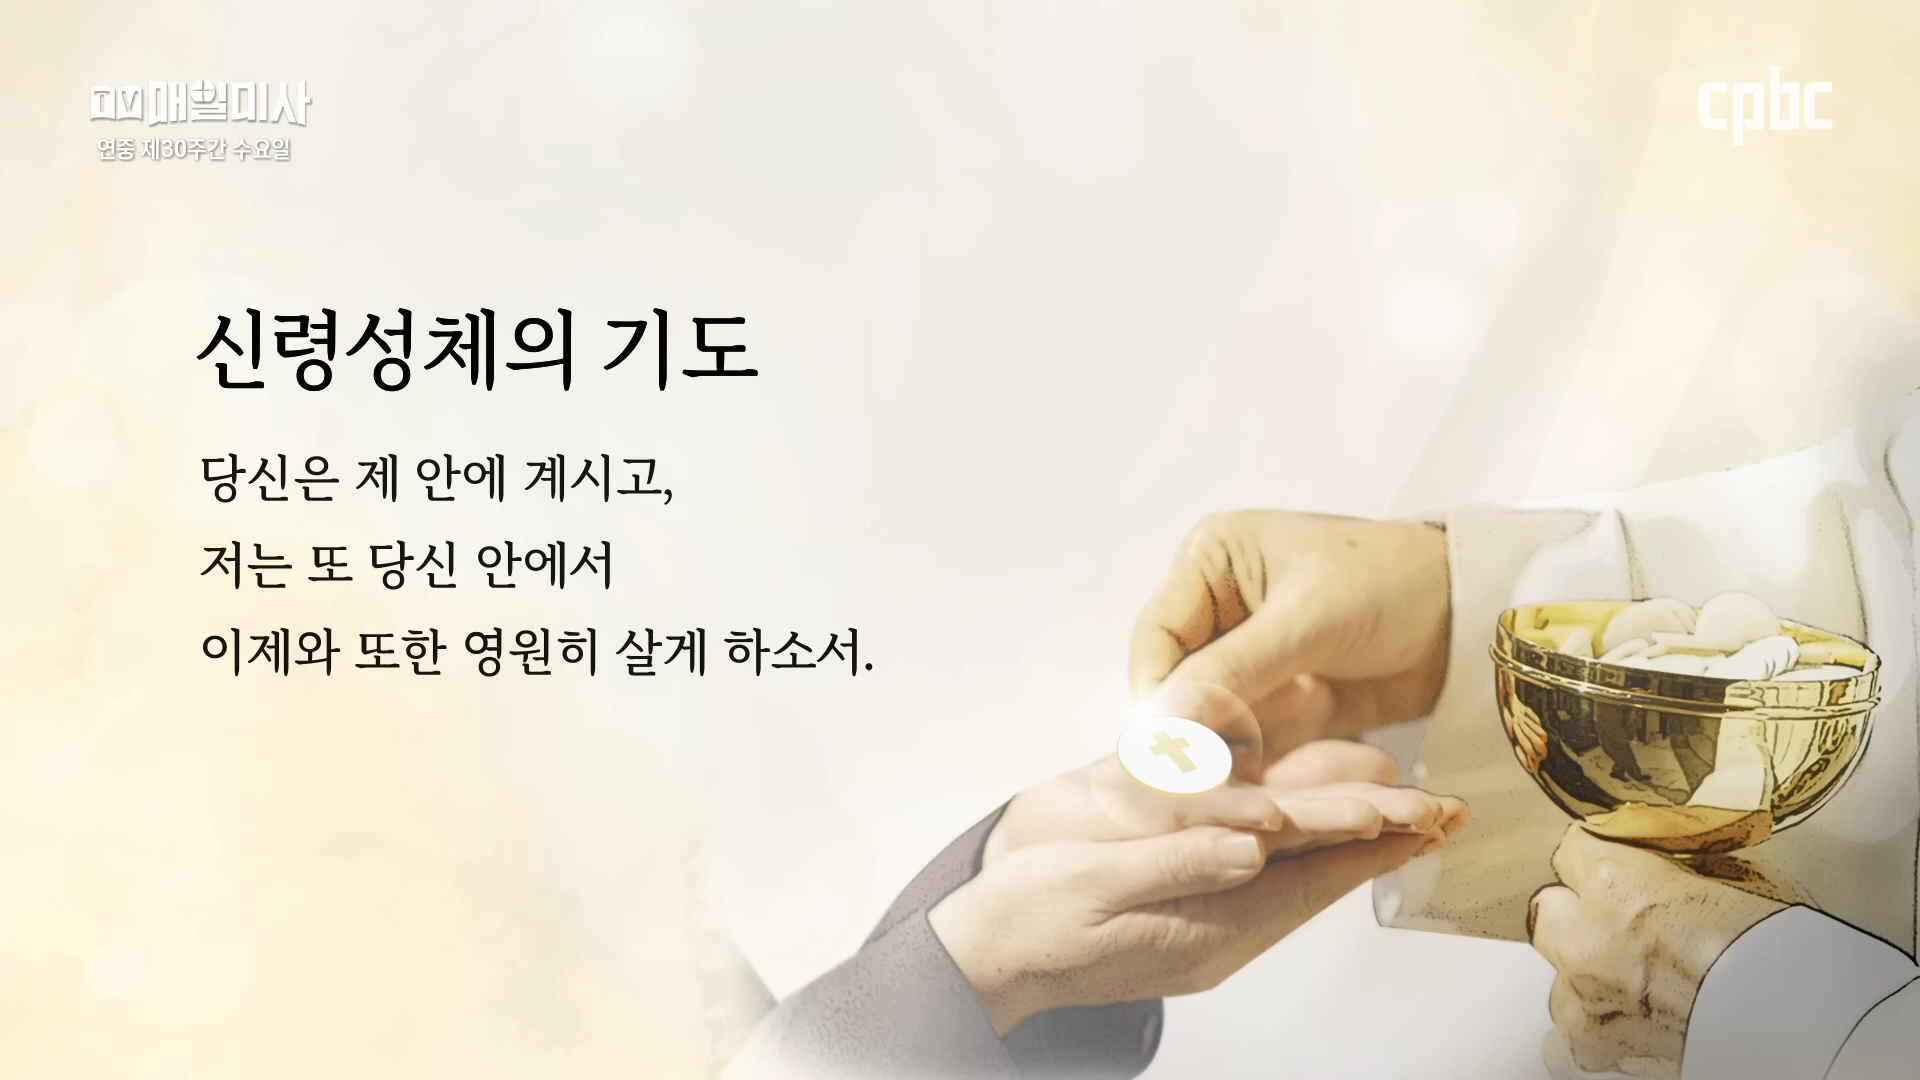 TV매일미사
연중 제30주간 수요일
cpbc
신령성체의 기도
당신은 제 안에 계시고,
저는 또 당신 안에서
이제와 또한 영원히 살게 하소서.